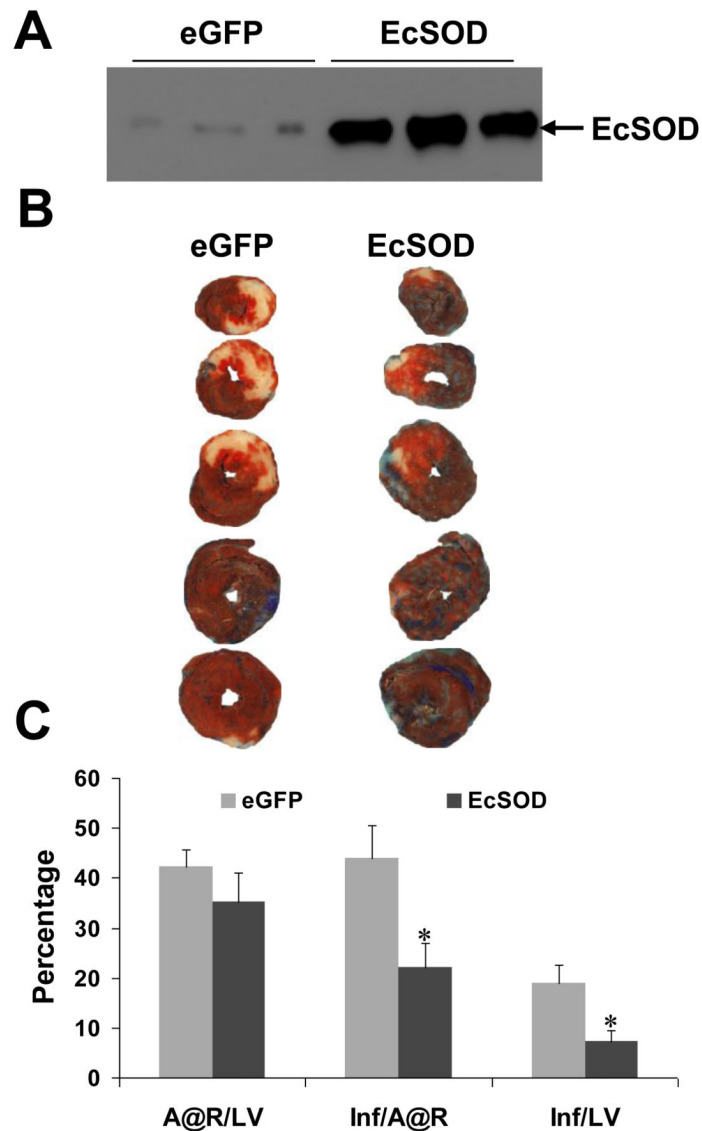 A
eGFP EcSOD
EcSOD
B
eGFP EcSOD
C
60
50
40
30
20
10
0
Percentage
eGFP EcSOD
*
*
A@R/LV Inf/A@R Inf/LV